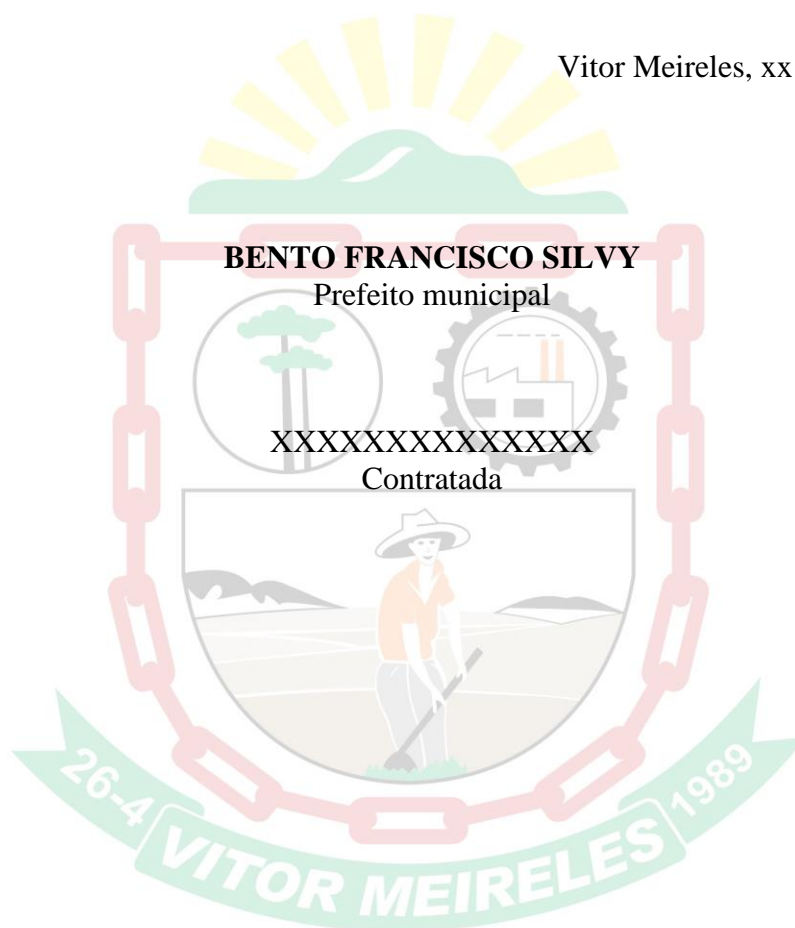 Vitor Meireles, xx
BENTO FRANCISCO SILVY
Prefeito municipal
XXXXXXXXXXXXXX
Contratada
26-4 VITOR MEIRELES 1989